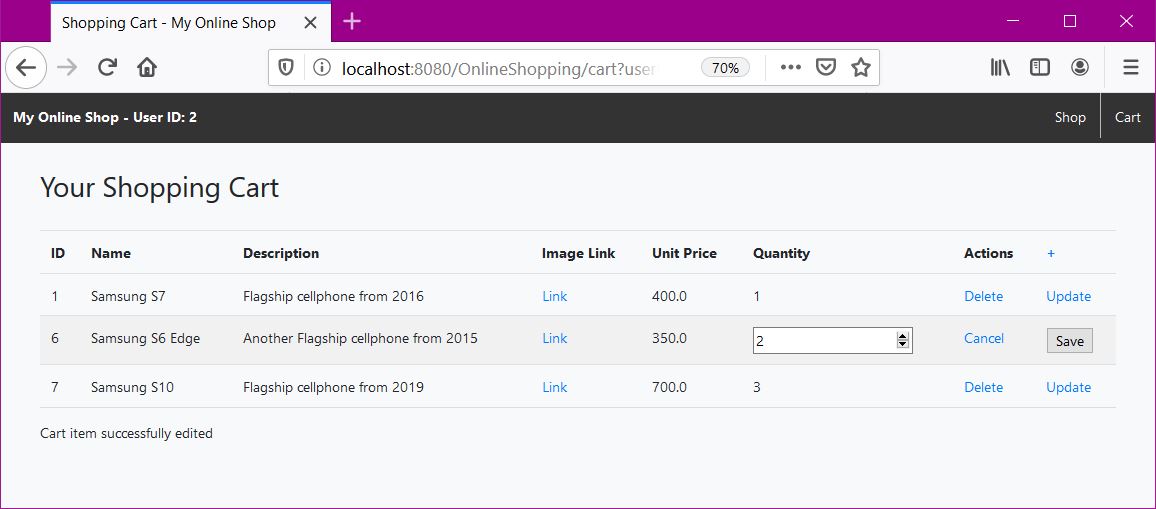 Shopping Cart - My Online Shop
localhost:8080/OnlineShopping/cart?user 70%
My Online Shop - User ID: 2 Shop Cart
Your Shopping Cart
ID Name Description Image Link Unit Price Quantity Actions +
1 Samsung S7 Flagship cellphone from 2016 Link 400.0 1 Delete Update
6 Samsung S6 Edge Another Flagship cellphone from 2015 Link 350.0 2 Cancel Save
7 Samsung S10 Flagship cellphone from 2019 Link 700.0 3 Delete Update
Cart item successfully edited